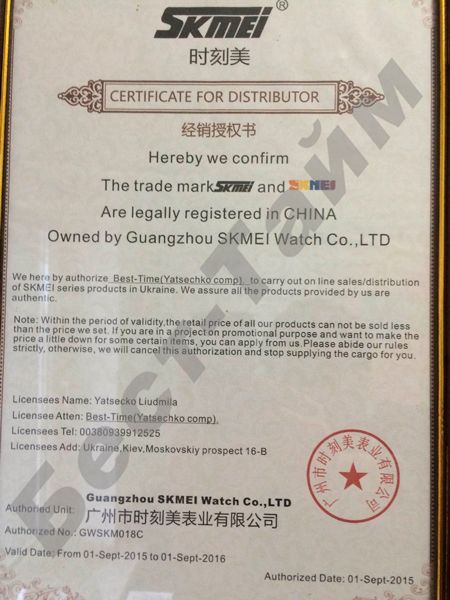 SKMEI®
时刻美
CERTIFICATE FOR DISTRIBUTOR
经销授权书
Hereby we confirm
The trade mark SKMEI and SKMEI
Are legally registered in CHINA
Owned by Guangzhou SKMEI Watch Co.,LTD
We here by authorize Best-Time(Yatsechko comp). to carry out on line sales/distribution
of SKMEI series products in Ukraine. We assure all the products provided by us are
authentic.
Note: Within the period of validity,the retail price of all our products can not be sold less
than the price we set. If you are in a project on promotional purpose and want to make the
price a little down for some certain items, you can apply from us.Please abide our rules
strictly, otherwise, we will cancel this authorization and stop supplying the cargo for you.
Licensees Name: Yatsecko Liudmila
Licensee Atten: Best-Time(Yatsechko comp).
Licensees Tel: 00380939912525
Licensees Add: Ukraine,Kiev,Moskovskiy prospect 16-B
Guangzhou SKMEI Watch Co.,LTD
Authoned Unit: 广州市时刻美表业有限公司
Authorized No.: GWSKM018C
Valid Date: From 01-Sept-2015 to 01-Sept-2016
Authorized Date: 01-Sept-2015
广州市时刻美表业有限公司
Бест-Тайм